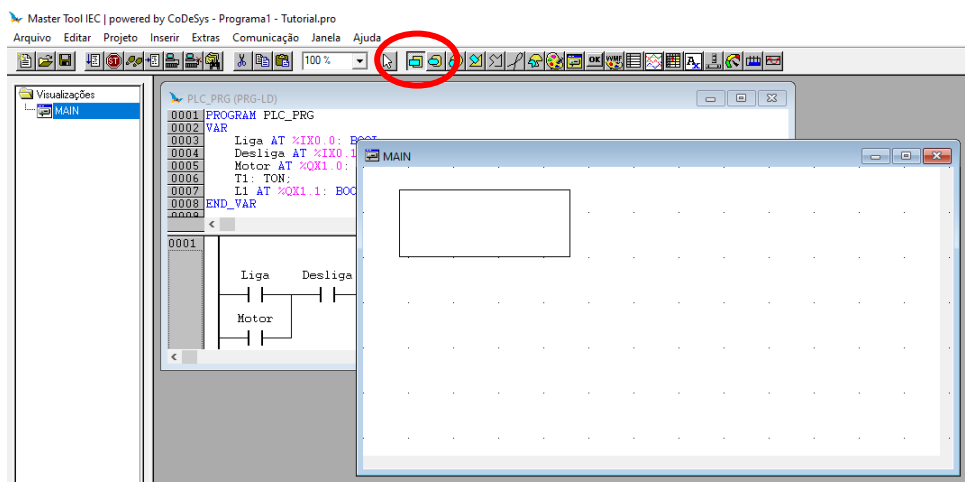 Master Tool IEC | powered by CoDeSys - Programa1 - Tutorial.pro
Arquivo Editar Projeto Inserir Extras Comunicação Janela Ajuda
100 %
OK
Visualizações
MAIN
PLC_PRG (PRG-LD)
0001 PROGRAM PLC_PRG
0002 VAR
0003 Liga AT %IX0.0: BOOL
0004 Desliga AT %IX0.1
0005 Motor AT %QX1.0:
0006 T1: TON;
0007 L1 AT %QX1.1: BOO
0008 END_VAR
0009
0001
Liga Desliga
Motor
MAIN